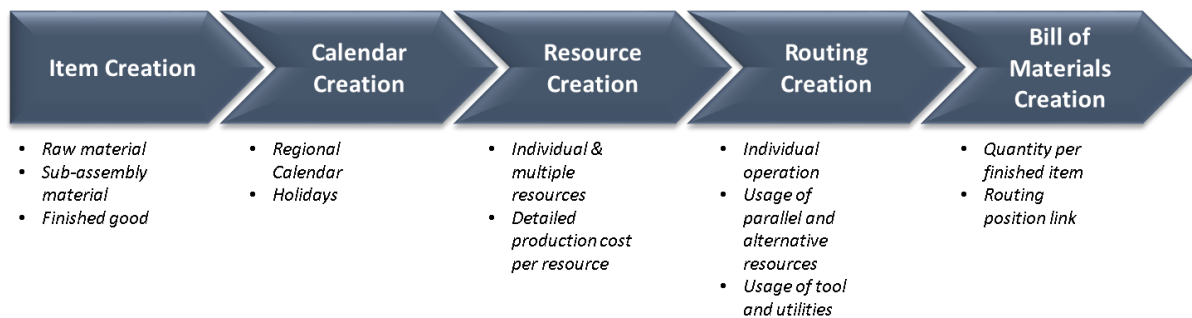 Item Creation
Calendar
Creation
Resource
Creation
Routing
Creation
Bill of
Materials
Creation
• Raw material
• Sub-assembly
material
• Finished good
• Regional
Calendar
• Holidays
• Individual &
multiple
resources
• Detailed
production cost
per resource
• Individual
operation
• Usage of
parallel and
alternative
resources
• Usage of tool
and utilities
• Quantity per
finished item
• Routing
position link